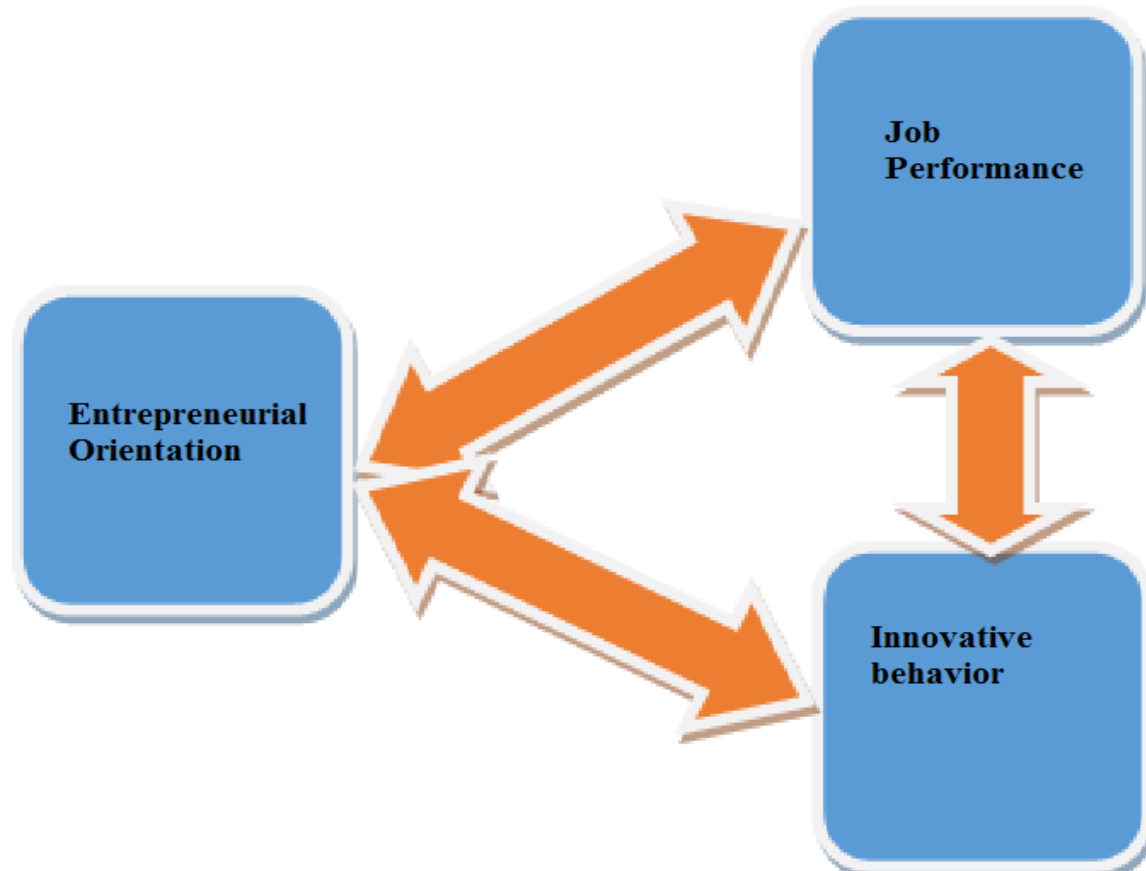 Job
Performance
Entrepreneurial
Orientation
Innovative
behavior